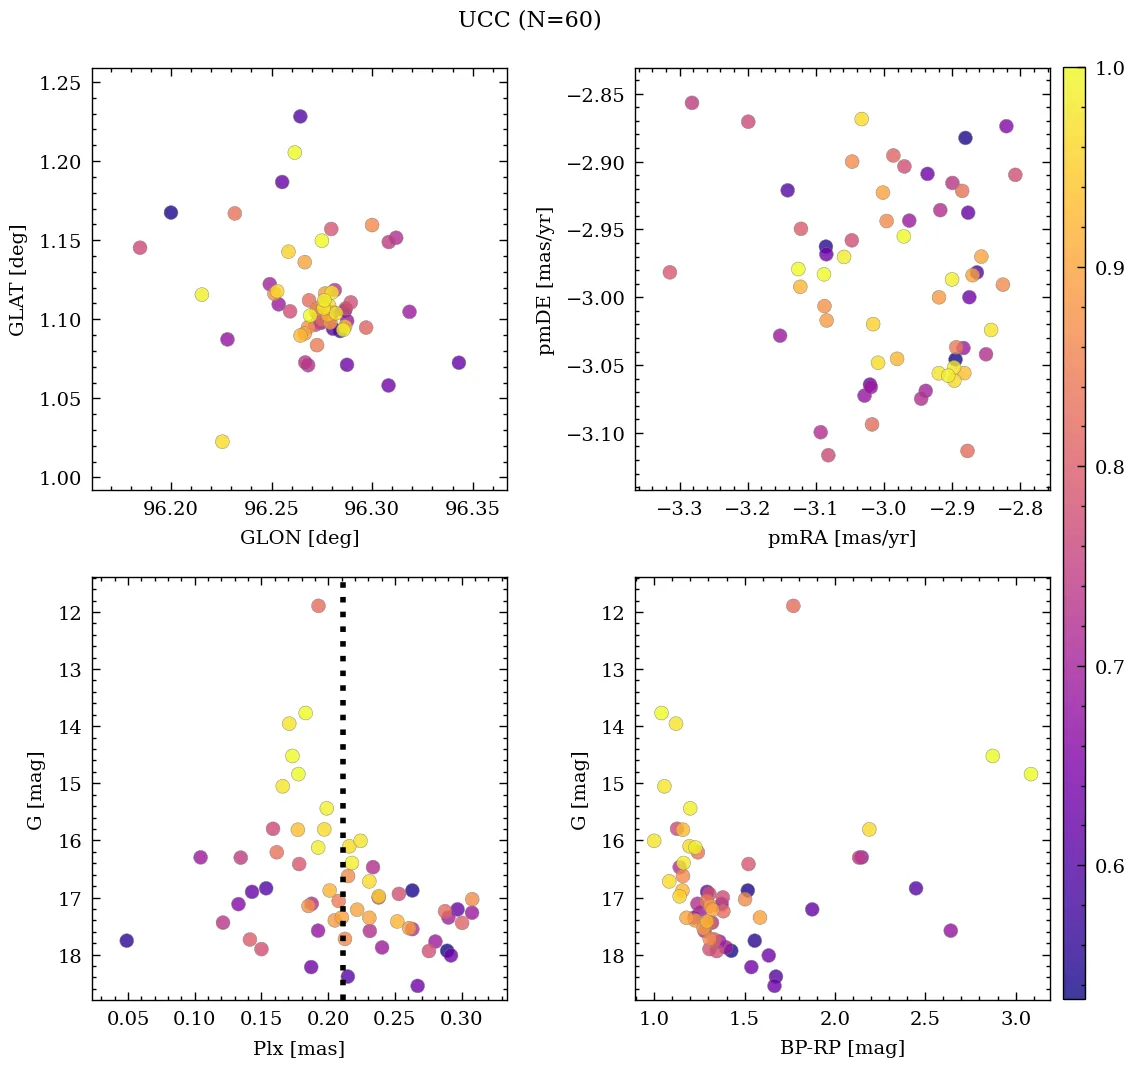 UCC (N=60)
1.25
1.20
1.15
1.10
1.05
1.00
GLAT [deg]
96.20 96.25 96.30 96.35
GLON [deg]
−2.85
−2.90
−2.95
−3.00
−3.05
−3.10
pmDE [mas/yr]
−3.3 −3.2 −3.1 −3.0 −2.9 −2.8
pmRA [mas/yr]
12
13
14
15
16
17
18
G [mag]
0.05 0.10 0.15 0.20 0.25 0.30
Plx [mas]
12
13
14
15
16
17
18
G [mag]
1.0 1.5 2.0 2.5 3.0
BP-RP [mag]
1.0
0.9
0.8
0.7
0.6